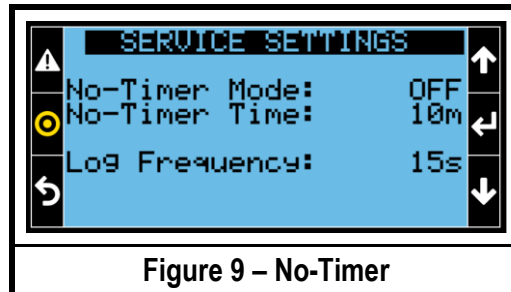 SERVICE SETTINGS
No-Timer Mode: OFF
No-Timer Time: 10m
Log Frequency: 15s
Figure 9 – No-Timer